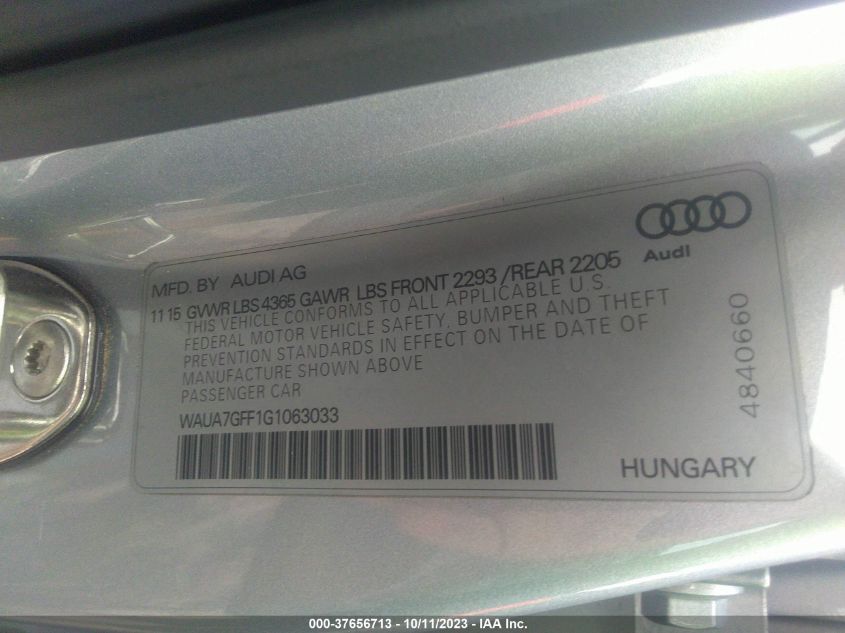 Audi
MFD. BY AUDI AG
11 15 GVWR LBS 4365 GAWR LBS FRONT 2293 /REAR 2205
THIS VEHICLE CONFORMS TO ALL APPLICABLE U.S.
FEDERAL MOTOR VEHICLE SAFETY, BUMPER AND THEFT
PREVENTION STANDARDS IN EFFECT ON THE DATE OF
MANUFACTURE SHOWN ABOVE
PASSENGER CAR
WAUA7GFF1G1063033
4840660
HUNGARY
000-37656713 - 10/11/2023 - IAA Inc.